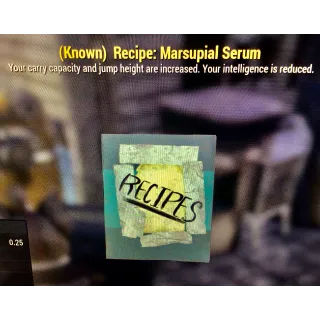 (Known) Recipe: Marsupial Serum
Your carry capacity and jump height are increased. Your intelligence is reduced.
RECIPES
0.25